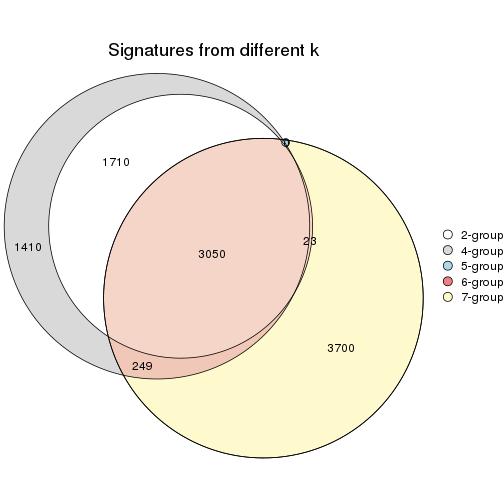 Signatures from different k
1710
1410
3050
23
249
3700
2-group
4-group
5-group
6-group
7-group